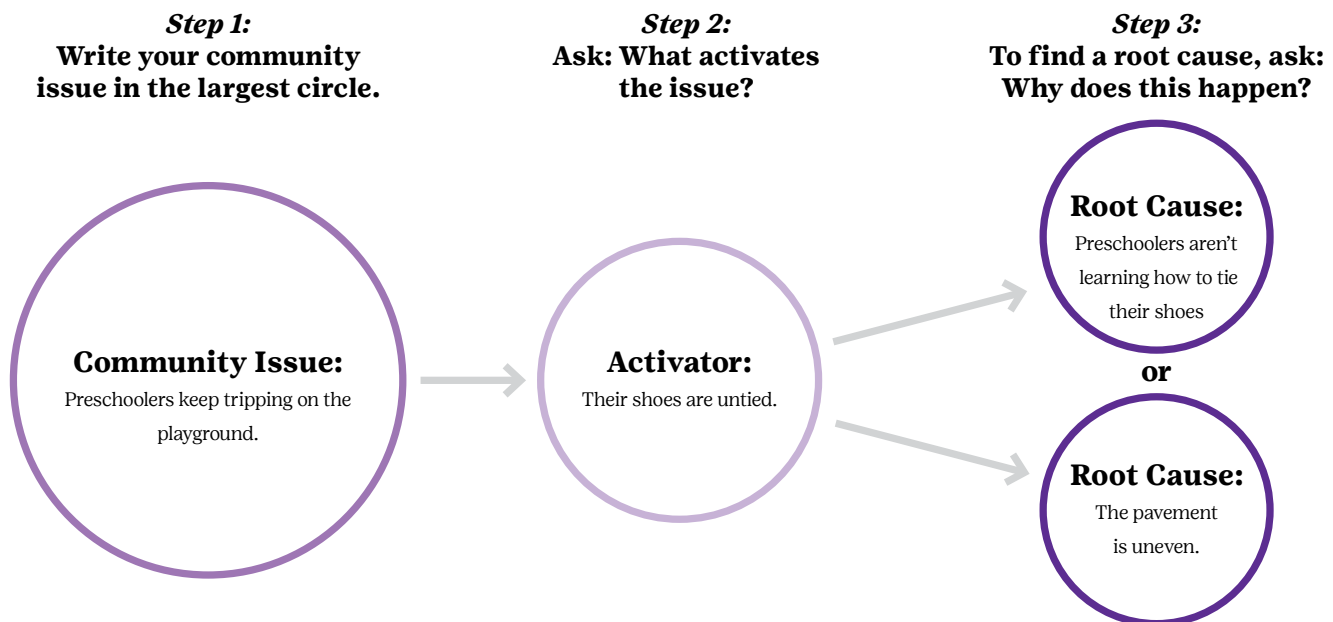 Step 1:
Write your community
issue in the largest circle.
Step 2:
Ask: What activates
the issue?
Step 3:
To find a root cause, ask:
Why does this happen?
Community Issue:
Preschoolers keep tripping on the
playground.
Activator:
Their shoes are untied.
Root Cause:
Preschoolers aren’t
learning how to tie
their shoes
or
Root Cause:
The pavement
is uneven.